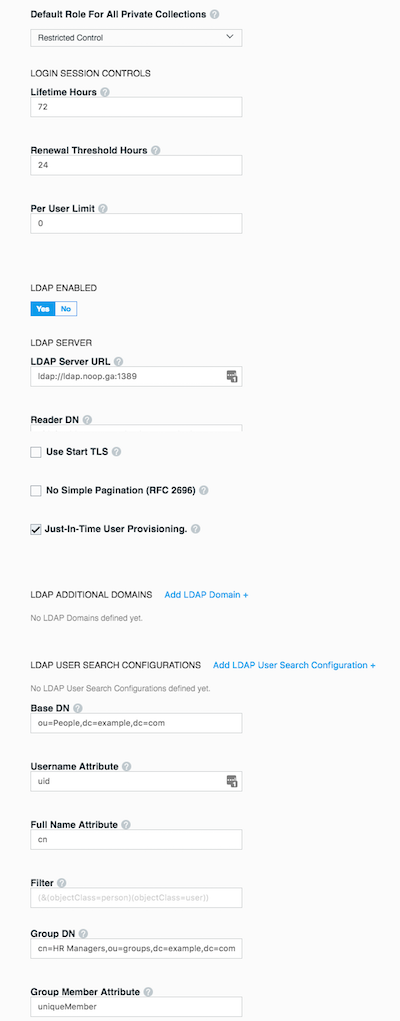 Default Role For All Private Collections ?
Restricted Control
LOGIN SESSION CONTROLS
Lifetime Hours ?
72
Renewal Threshold Hours ?
24
Per User Limit ?
0
LDAP ENABLED
Yes No
LDAP SERVER
LDAP Server URL ?
ldap://ldap.noop.ga:1389
Reader DN ?
Use Start TLS ?
No Simple Pagination (RFC 2696) ?
Just-In-Time User Provisioning. ?
LDAP ADDITIONAL DOMAINS Add LDAP Domain +
No LDAP Domains defined yet.
LDAP USER SEARCH CONFIGURATIONS Add LDAP User Search Configuration +
No LDAP User Search Configurations defined yet.
Base DN ?
ou=People,dc=example,dc=com
Username Attribute ?
uid
Full Name Attribute ?
cn
Filter ?
(&(objectClass=person)(objectClass=user))
Group DN ?
cn=HR Managers,ou=groups,dc=example,dc=com
Group Member Attribute ?
uniqueMember